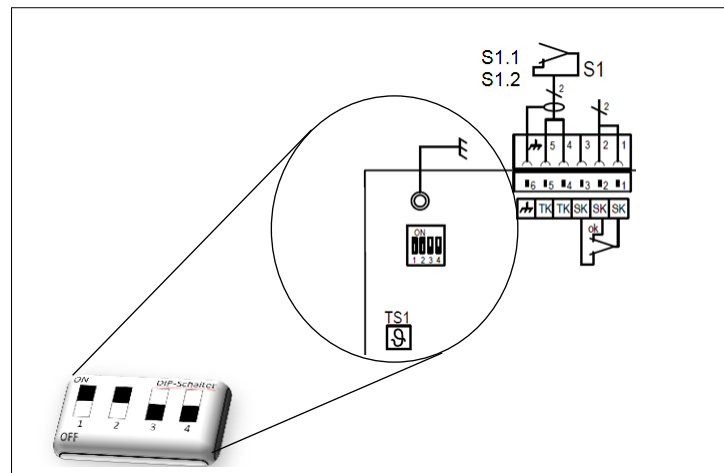 S1.1
S1.2
S1
2
2
5 4 3 2 1
6 5 4 3 2 1
TK TK SK SK SK
ok
ON
1 2 3 4
TS1
ϑ
ON DIP-Schalter
1 2 3 4
OFF